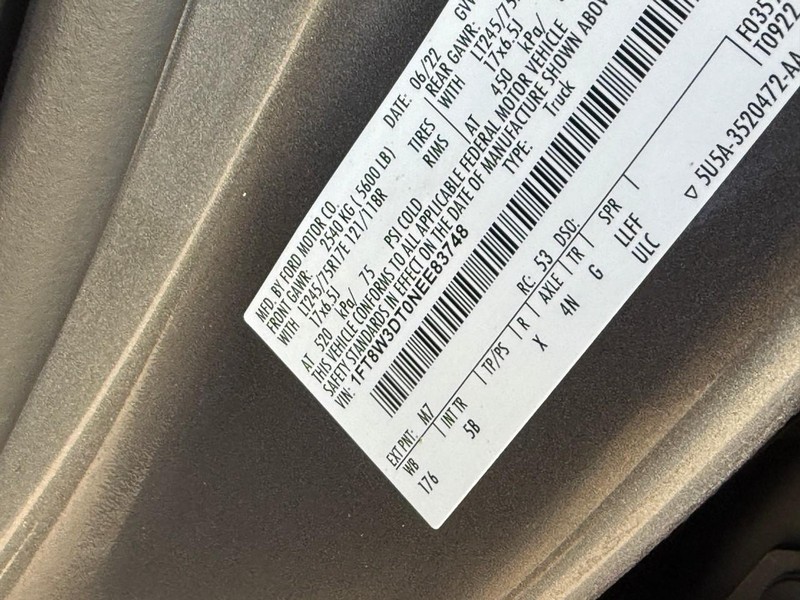 MFD. BY FORD MOTOR CO.
DATE: 06/22
GV
FRONT GAWR: 2540 KG ( 5600 LB)
REAR GAWR:
WITH LT245/75R17E 121/118R TIRES
WITH LT245/75R
17x6.5J RIMS
17x6.5J
AT 520 kPa/ 75 PSI COLD
AT 450 kPa/
THIS VEHICLE CONFORMS TO ALL APPLICABLE FEDERAL MOTOR VEHICLE
SAFETY STANDARDS IN EFFECT ON THE DATE OF MANUFACTURE SHOWN ABOVE
VIN: 1FT8W3DT0NEE83748
TYPE: Truck
F035
T0922
EXT PNT: M7 RC: 53 DSO:
WB INT TR TP/PS R AXLE TR SPR
176 5B X 4N G LLFF
ULC
▽ 5U5A-3520472-AA